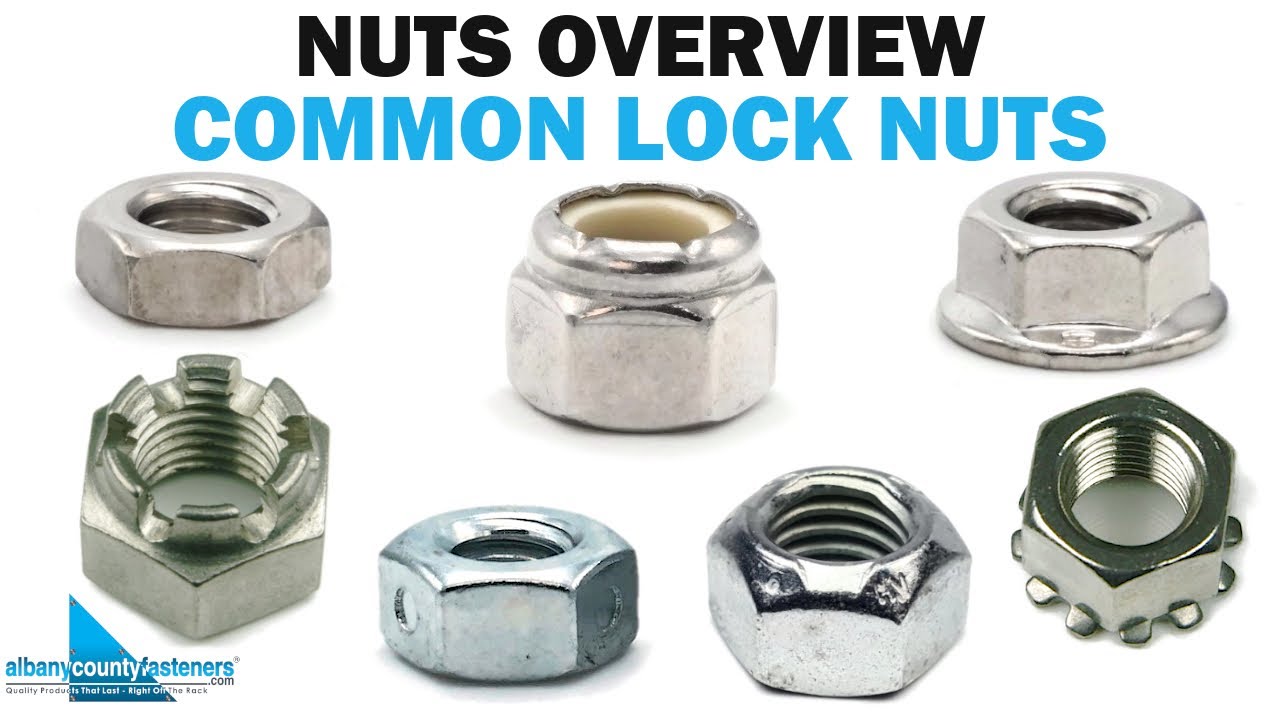 NUTS OVERVIEW
COMMON LOCK NUTS
albanycountyfasteners®
.com
Quality Products That Last - Right Off The Rack